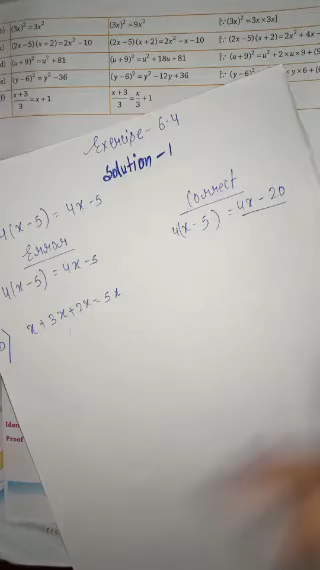 (3x)² = 3x² (3x)² = 9x² [∵ (3x)² = 3x × 3x]
(2x – 5)(x + 2) = 2x² – 10 (2x – 5)(x + 2) = 2x² – x – 10 [∵ (2x – 5)(x + 2) = 2x² + 4x –
(u + 9)² = u² + 81 (u + 9)² = u² + 18u + 81 [∵ (u + 9)² = u² + 2 × u × 9 +
(y – 6)² = y² – 36 (y – 6)² = y² – 12y + 36 [∵ (y – 6)²
x + 3 / 3 = x + 1 x + 3 / 3 = x / 3 + 1
Exercise - 6.4
Solution - 1
4(x - 5) = 4x - 5
Error
4(x - 5) = 4x - 5
Correct
4(x - 5) = 4x - 20
x + 3x + 2x = 5x
Iden
Proof